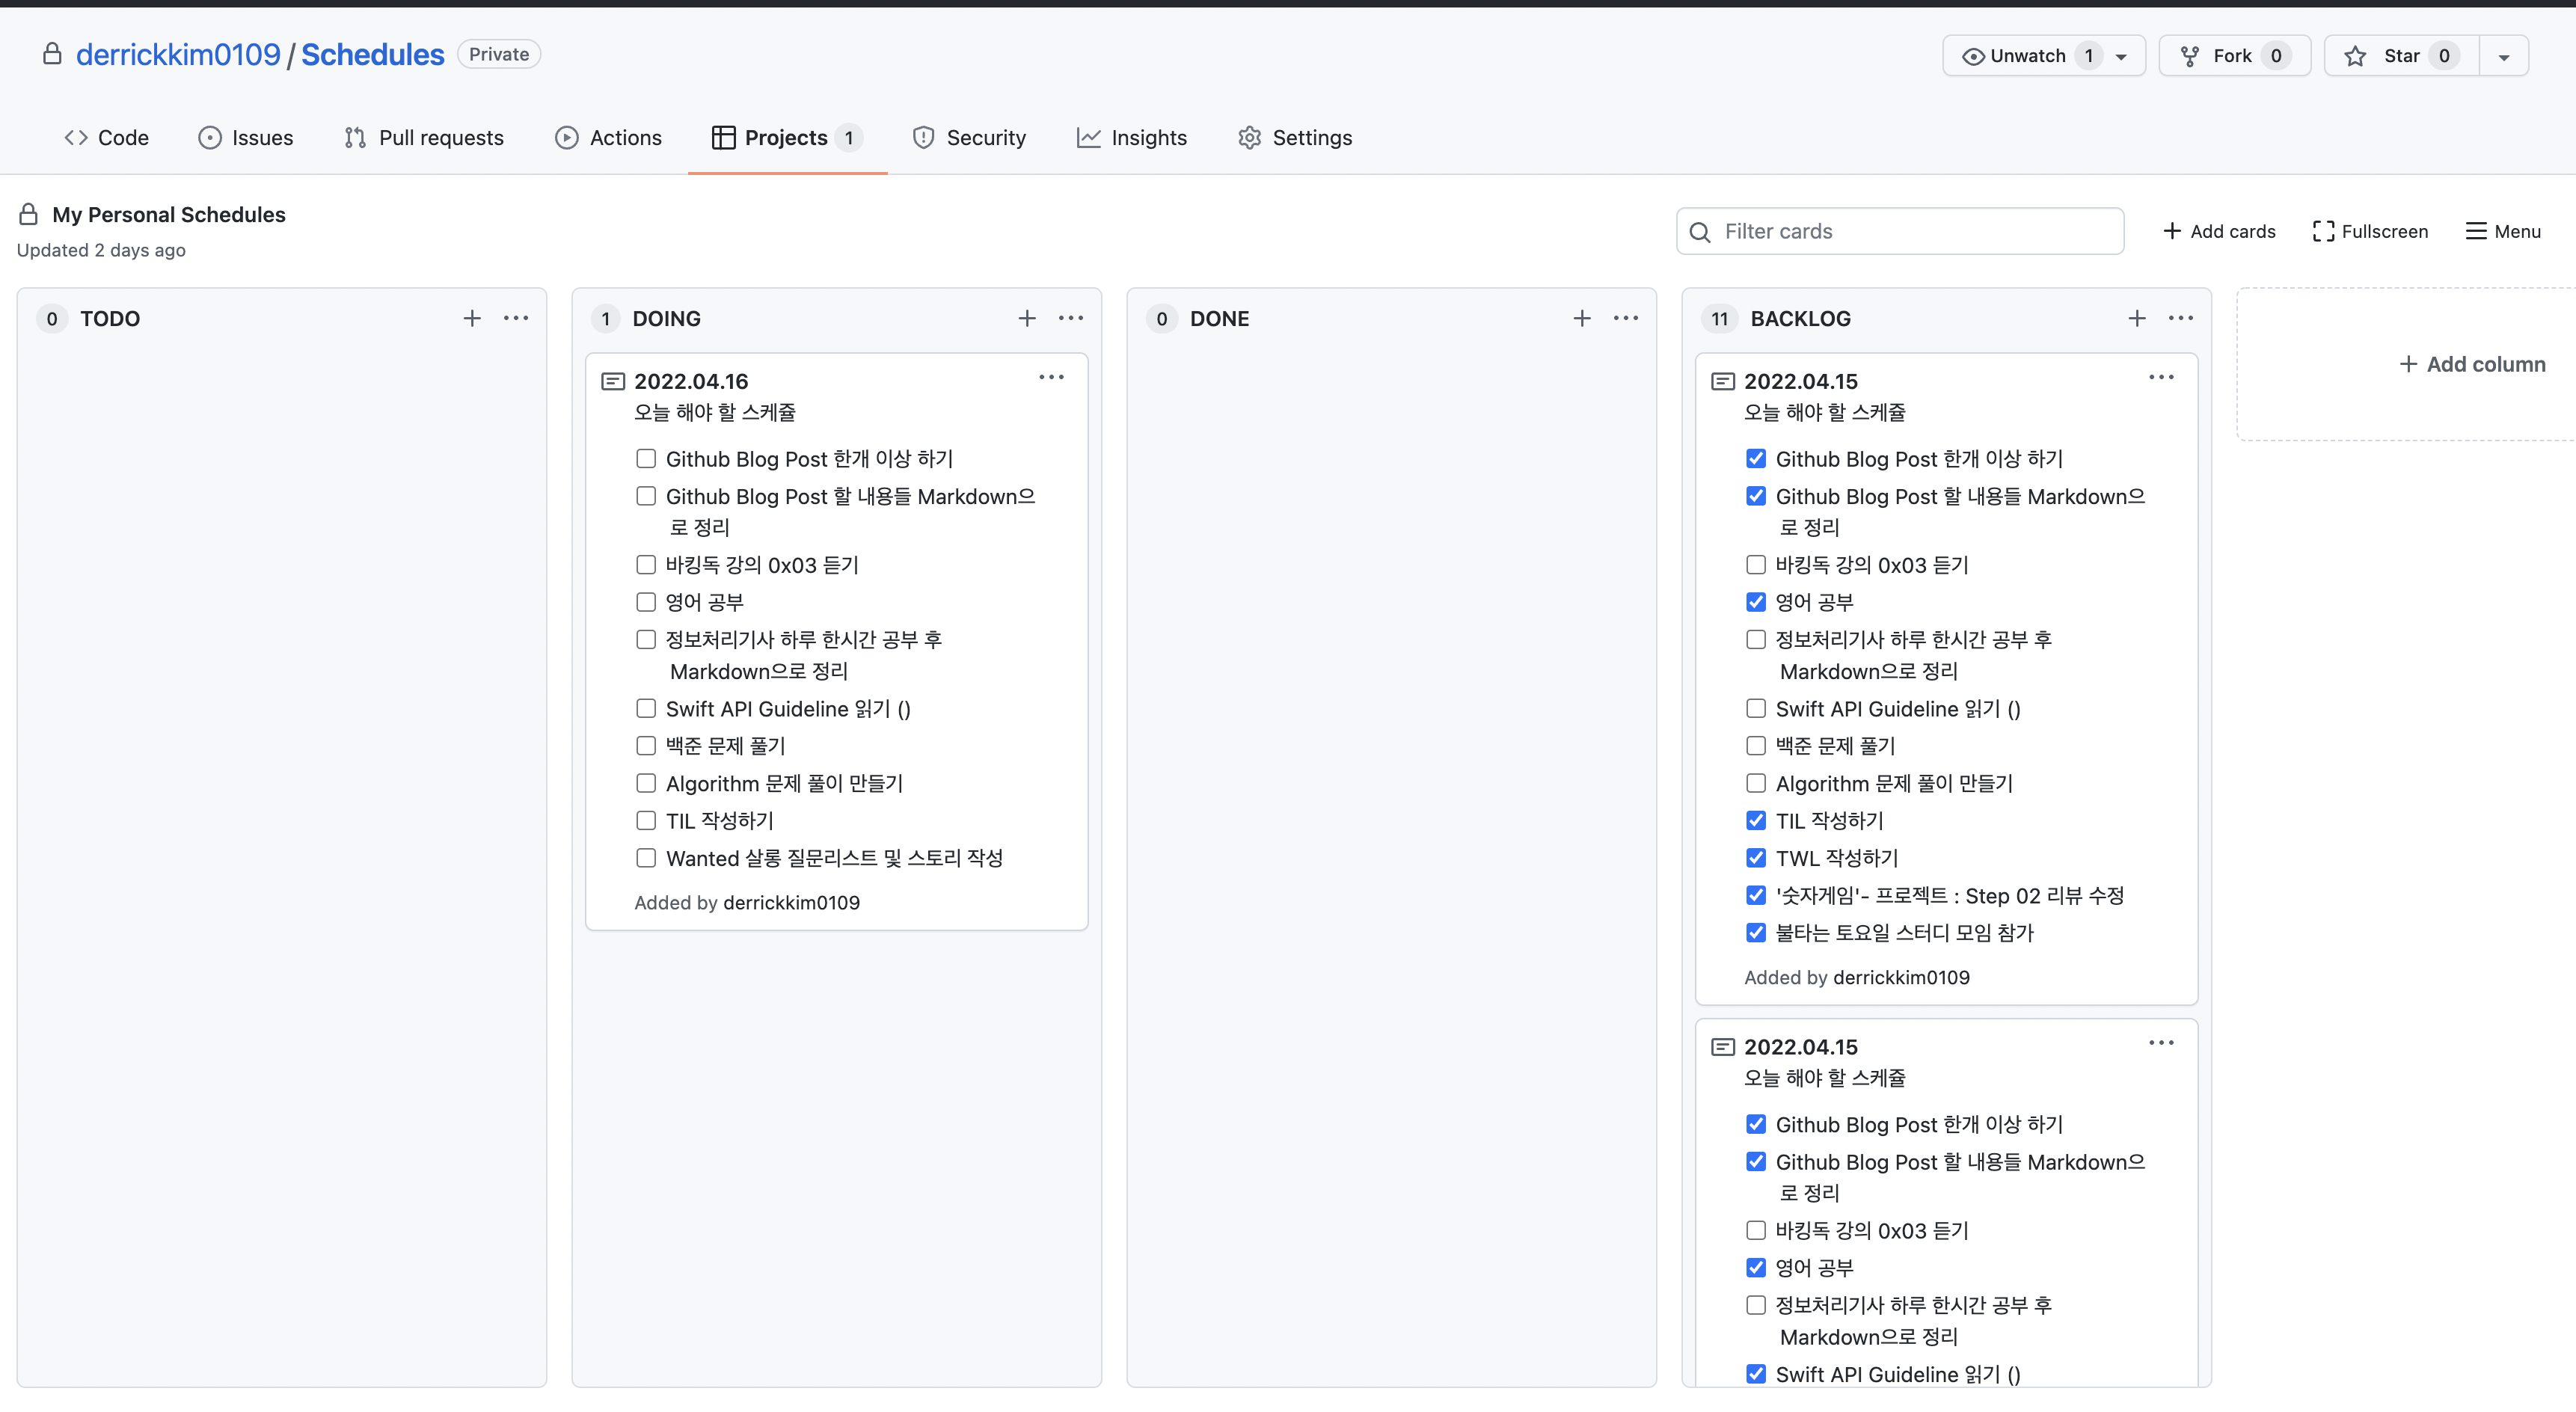 derrickkim0109 / Schedules Private
Unwatch 1 Fork 0 Star 0
Code Issues Pull requests Actions Projects 1 Security Insights Settings
My Personal Schedules
Updated 2 days ago
Filter cards
Add cards Fullscreen Menu
0 TODO
1 DOING
2022.04.16
오늘 해야 할 스케쥴
Github Blog Post 한개 이상 하기
Github Blog Post 할 내용들 Markdown으
로 정리
바킹독 강의 0x03 듣기
영어 공부
정보처리기사 하루 한시간 공부 후
Markdown으로 정리
Swift API Guideline 읽기 ()
백준 문제 풀기
Algorithm 문제 풀이 만들기
TIL 작성하기
Wanted 살롱 질문리스트 및 스토리 작성
Added by derrickkim0109
0 DONE
11 BACKLOG
2022.04.15
오늘 해야 할 스케쥴
Github Blog Post 한개 이상 하기
Github Blog Post 할 내용들 Markdown으
로 정리
바킹독 강의 0x03 듣기
영어 공부
정보처리기사 하루 한시간 공부 후
Markdown으로 정리
Swift API Guideline 읽기 ()
백준 문제 풀기
Algorithm 문제 풀이 만들기
TIL 작성하기
TWL 작성하기
'숫자게임'- 프로젝트 : Step 02 리뷰 수정
불타는 토요일 스터디 모임 참가
Added by derrickkim0109
2022.04.15
오늘 해야 할 스케쥴
Github Blog Post 한개 이상 하기
Github Blog Post 할 내용들 Markdown으
로 정리
바킹독 강의 0x03 듣기
영어 공부
정보처리기사 하루 한시간 공부 후
Markdown으로 정리
Swift API Guideline 읽기 ()
Add column